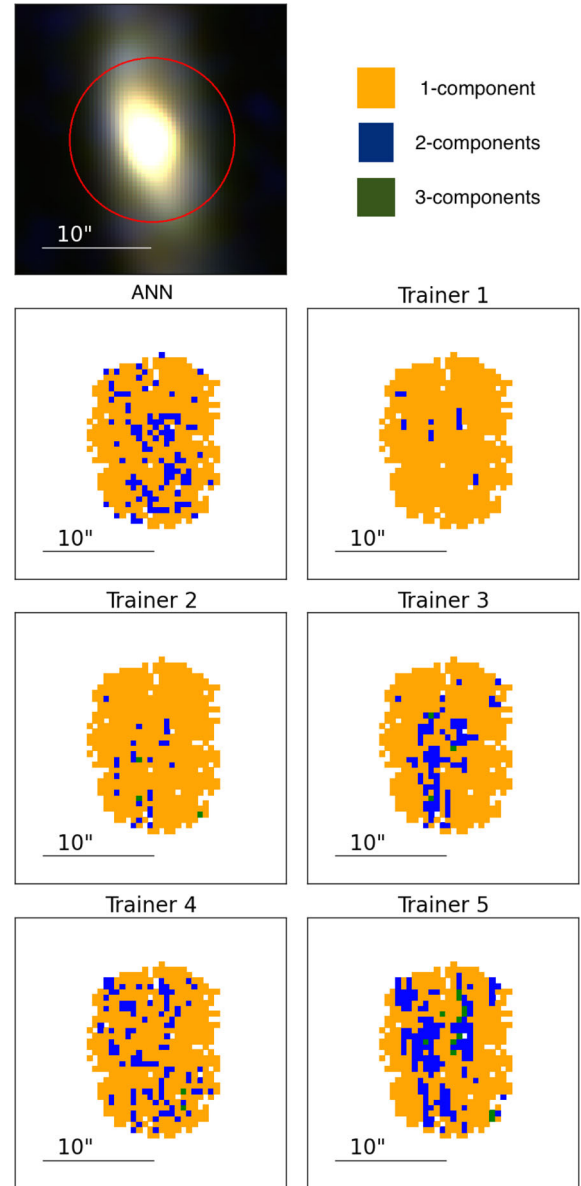 1-component
2-components
3-components
10"
ANN
Trainer 1
10"
10"
Trainer 2
Trainer 3
10"
10"
Trainer 4
Trainer 5
10"
10"